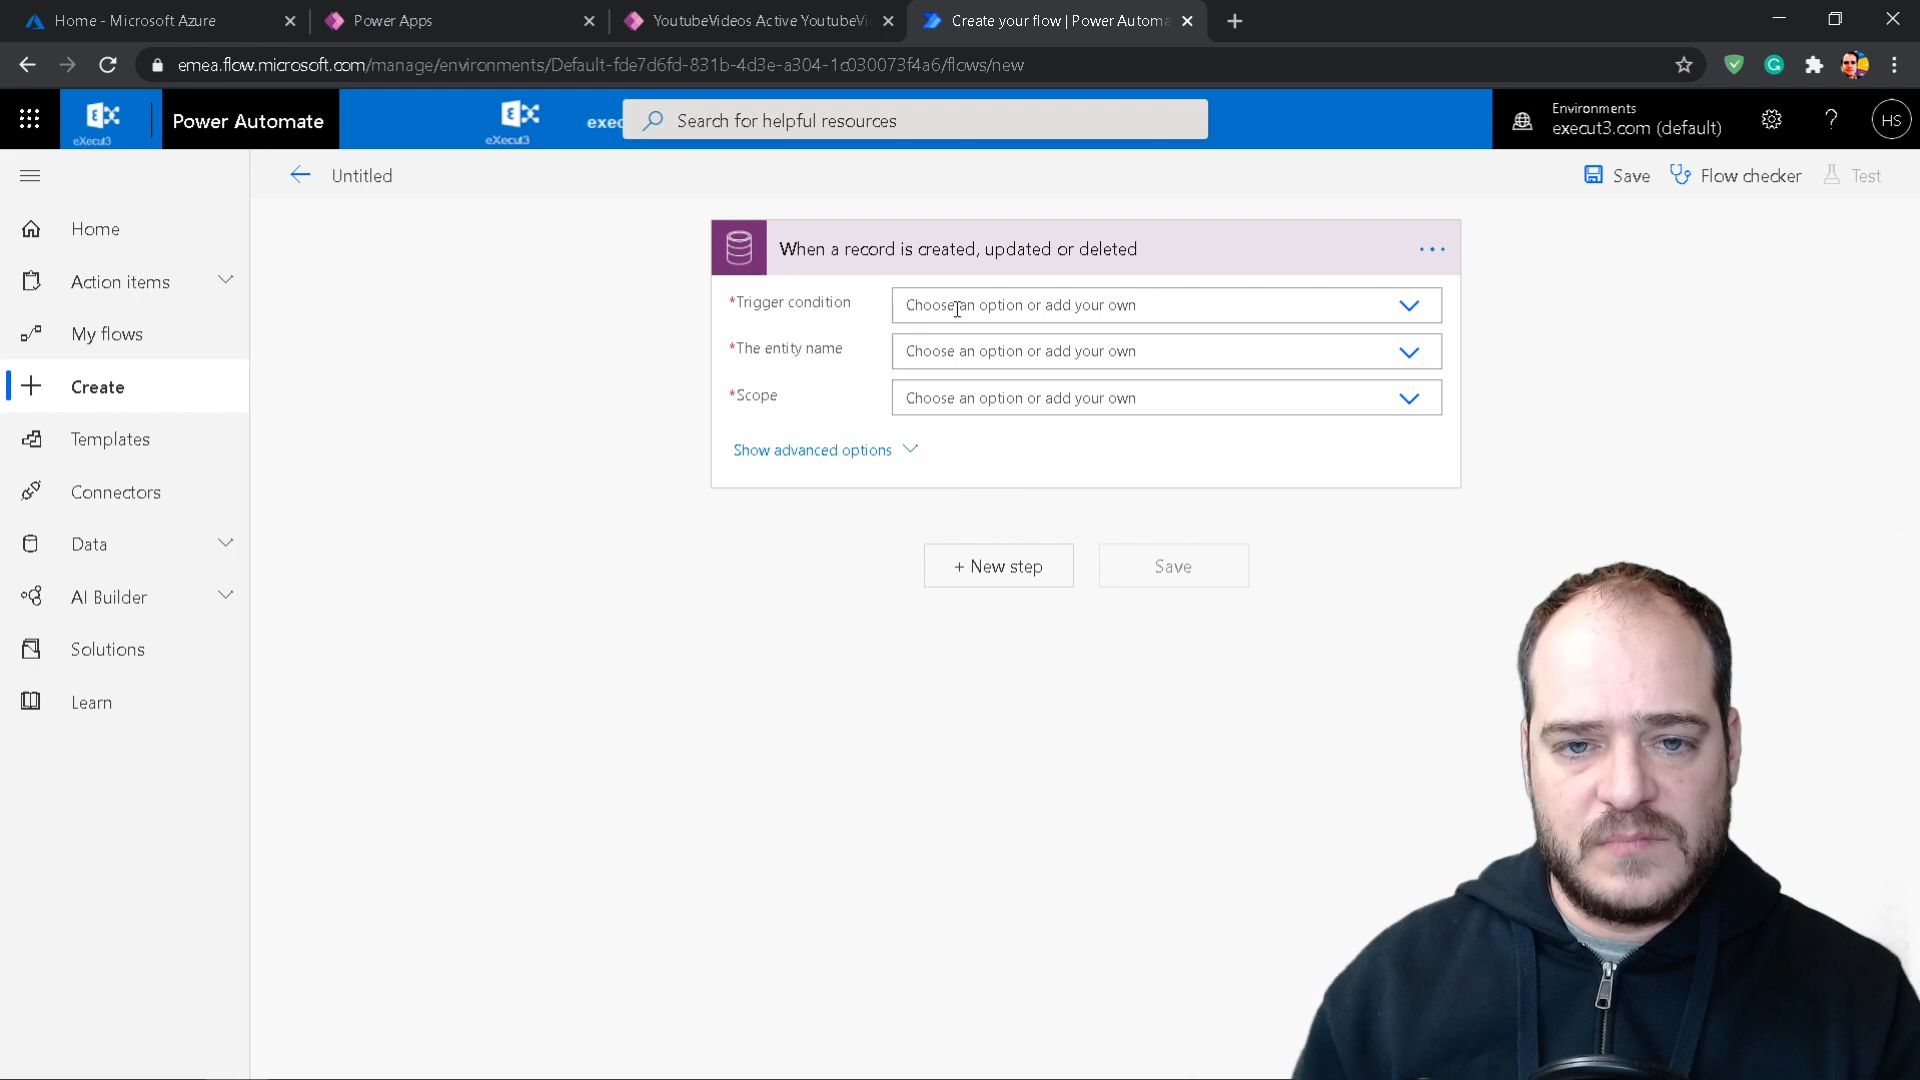 Home - Microsoft Azure
Power Apps
YoutubeVideos Active YoutubeVi
Create your flow | Power Automa
emea.flow.microsoft.com/manage/environments/Default-fde7d6fd-831b-4d3e-a304-1c030073f4a6/flows/new
eXecut3
Power Automate
eXecut3
exec
Search for helpful resources
Environments
execut3.com (default)
?
HS
Untitled
Save
Flow checker
Test
Home
Action items
My flows
Create
Templates
Connectors
Data
AI Builder
Solutions
Learn
When a record is created, updated or deleted
*Trigger condition
Choose an option or add your own
*The entity name
Choose an option or add your own
*Scope
Choose an option or add your own
Show advanced options
+ New step
Save